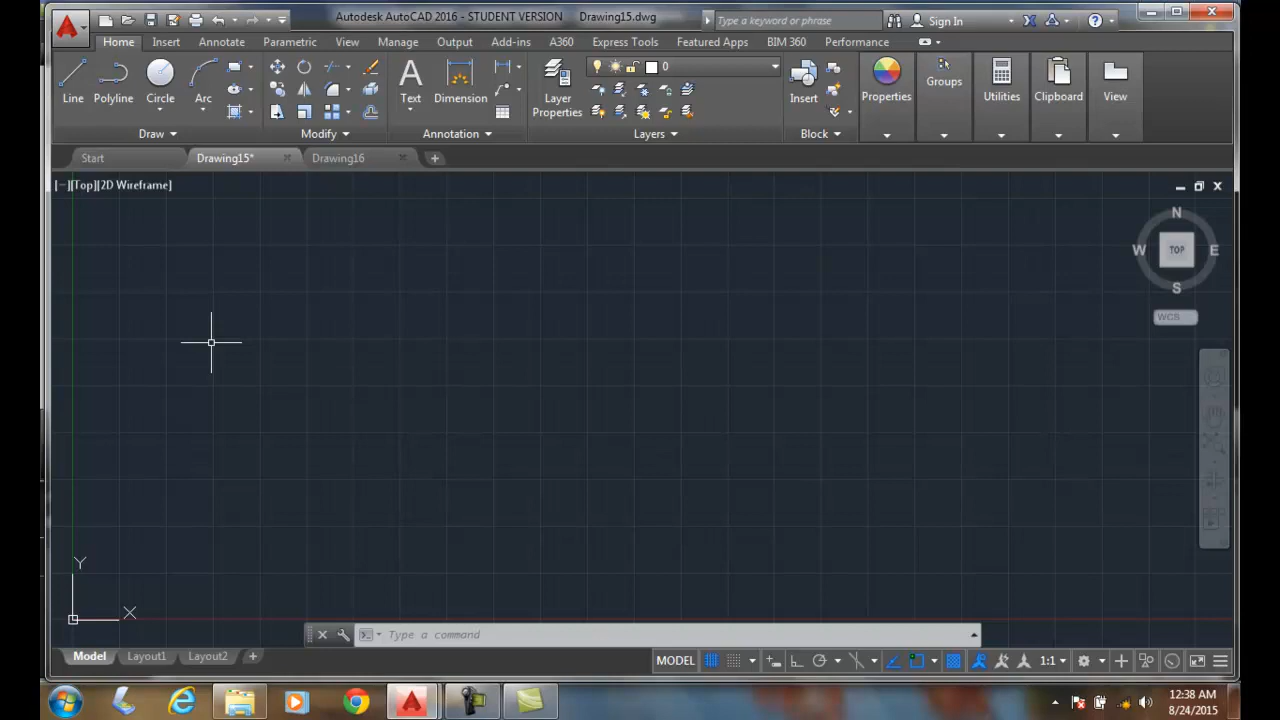 Autodesk AutoCAD 2016 - STUDENT VERSION Drawing15.dwg Type a keyword or phrase Sign In
Home Insert Annotate Parametric View Manage Output Add-ins A360 Express Tools Featured Apps BIM 360 Performance
0
Line Polyline Circle Arc Text Dimension Layer Properties Insert Properties Groups Utilities Clipboard View
Draw Modify Annotation Layers Block
Start Drawing15* Drawing16
[−][Top][2D Wireframe]
N
W TOP E
S
WCS
Y
X
Type a command
Model Layout1 Layout2 MODEL 1:1
12:38 AM
8/24/2015